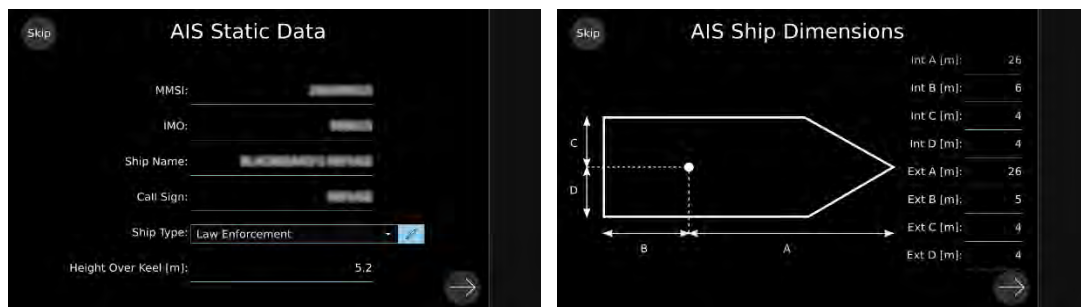 Skip
AIS Static Data
MMSI:
IMO:
Ship Name:
Call Sign:
Ship Type: Law Enforcement
Height Over Keel [m]: 5.2
Skip
AIS Ship Dimensions
Int A [m]: 26
Int B [m]: 6
Int C [m]: 4
Int D [m]: 4
Ext A [m]: 26
Ext B [m]: 5
Ext C [m]: 4
Ext D [m]: 4
C
D
B
A